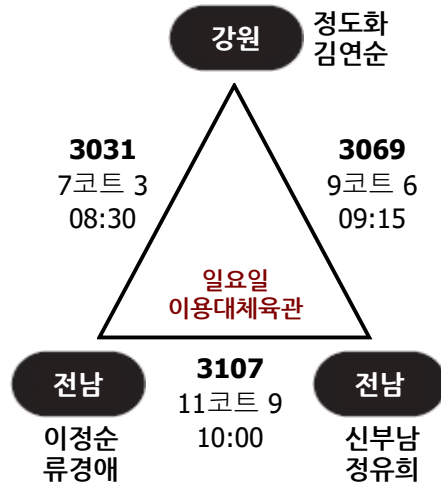 강원
정도화
김연순
3031
7코트 3
08:30
3069
9코트 6
09:15
일요일
이용대체육관
전남
이정순
류경애
3107
11코트 9
10:00
전남
신부남
정유희